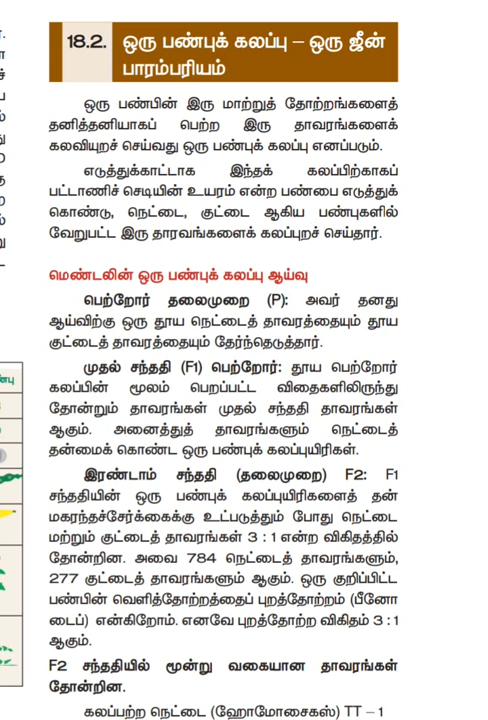 18.2. ஒரு பண்புக் கலப்பு – ஒரு ஜீன்
பாரம்பரியம்
ஒரு பண்பின் இரு மாற்றுத் தோற்றங்களைத்
தனித்தனியாகப் பெற்ற இரு தாவரங்களைக்
கலவியுறச் செய்வது ஒரு பண்புக் கலப்பு எனப்படும்.
எடுத்துக்காட்டாக இந்தக் கலப்பிற்காகப்
பட்டாணிச் செடியின் உயரம் என்ற பண்பை எடுத்துக்
கொண்டு, நெட்டை, குட்டை ஆகிய பண்புகளில்
வேறுபட்ட இரு தாரவங்களைக் கலப்புறச் செய்தார்.
மெண்டலின் ஒரு பண்புக் கலப்பு ஆய்வு
பெற்றோர் தலைமுறை (P): அவர் தனது
ஆய்விற்கு ஒரு தூய நெட்டைத் தாவரத்தையும் தூய
குட்டைத் தாவரத்தையும் தேர்ந்தெடுத்தார்.
முதல் சந்ததி (F1) பெற்றோர்: தூய பெற்றோர்
கலப்பின் மூலம் பெறப்பட்ட விதைகளிலிருந்து
தோன்றும் தாவரங்கள் முதல் சந்ததி தாவரங்கள்
ஆகும். அனைத்துத் தாவரங்களும் நெட்டைத்
தன்மைக் கொண்ட ஒரு பண்புக் கலப்புயிரிகள்.
இரண்டாம் சந்ததி (தலைமுறை) F2: F1
சந்ததியின் ஒரு பண்புக் கலப்புயிரிகளைத் தன்
மகரந்தச்சேர்க்கைக்கு உட்படுத்தும் போது நெட்டை
மற்றும் குட்டைத் தாவரங்கள் 3 : 1 என்ற விகிதத்தில்
தோன்றின. அவை 784 நெட்டைத் தாவரங்களும்,
277 குட்டைத் தாவரங்களும் ஆகும். ஒரு குறிப்பிட்ட
பண்பின் வெளித்தோற்றத்தைப் புறத்தோற்றம் (பீனோ
டைப்) என்கிறோம். எனவே புறத்தோற்ற விகிதம் 3 : 1
ஆகும்.
F2 சந்ததியில் மூன்று வகையான தாவரங்கள்
தோன்றின.
கலப்பற்ற நெட்டை (ஹோமோசைகஸ்) TT – 1